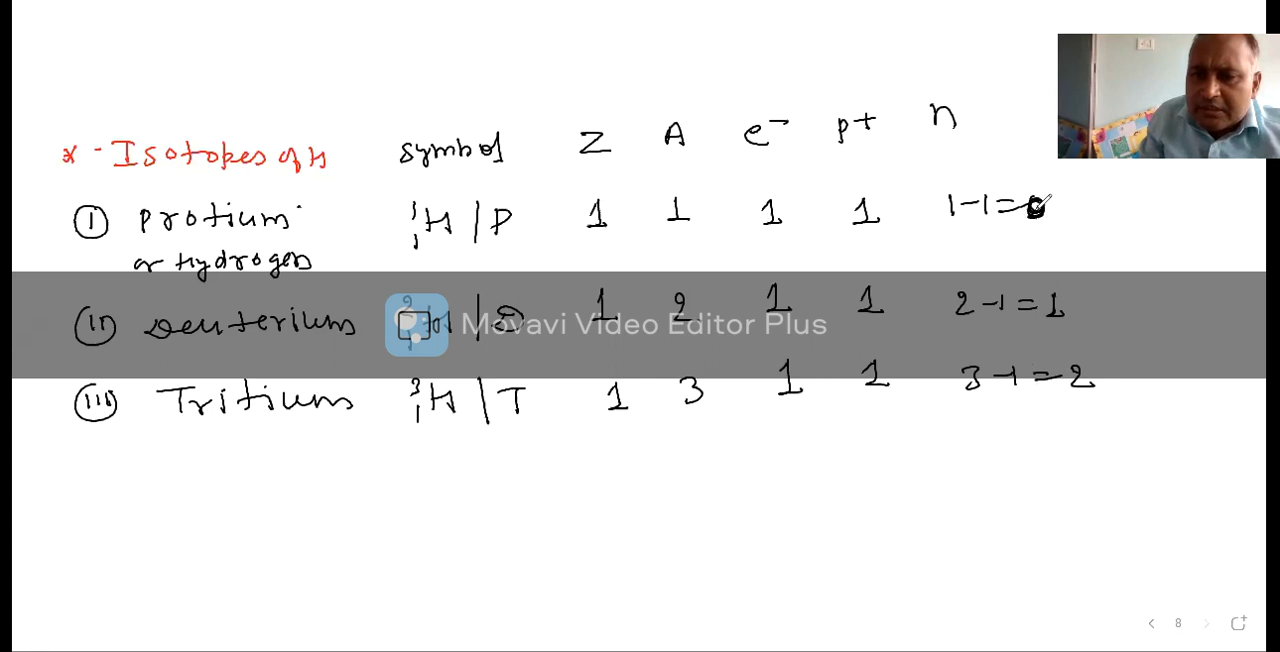 * - Isotopes of H symbol Z A e⁻ p+ n
(i) Protium ¹₁H | P 1 1 1 1 1-1=0
or Hydrogen
(ii) Deuterium ²₁H | D 1 2 1 1 2-1=1
Movavi Video Editor Plus
(iii) Tritium ³₁H | T 1 3 1 1 3-1=2
8